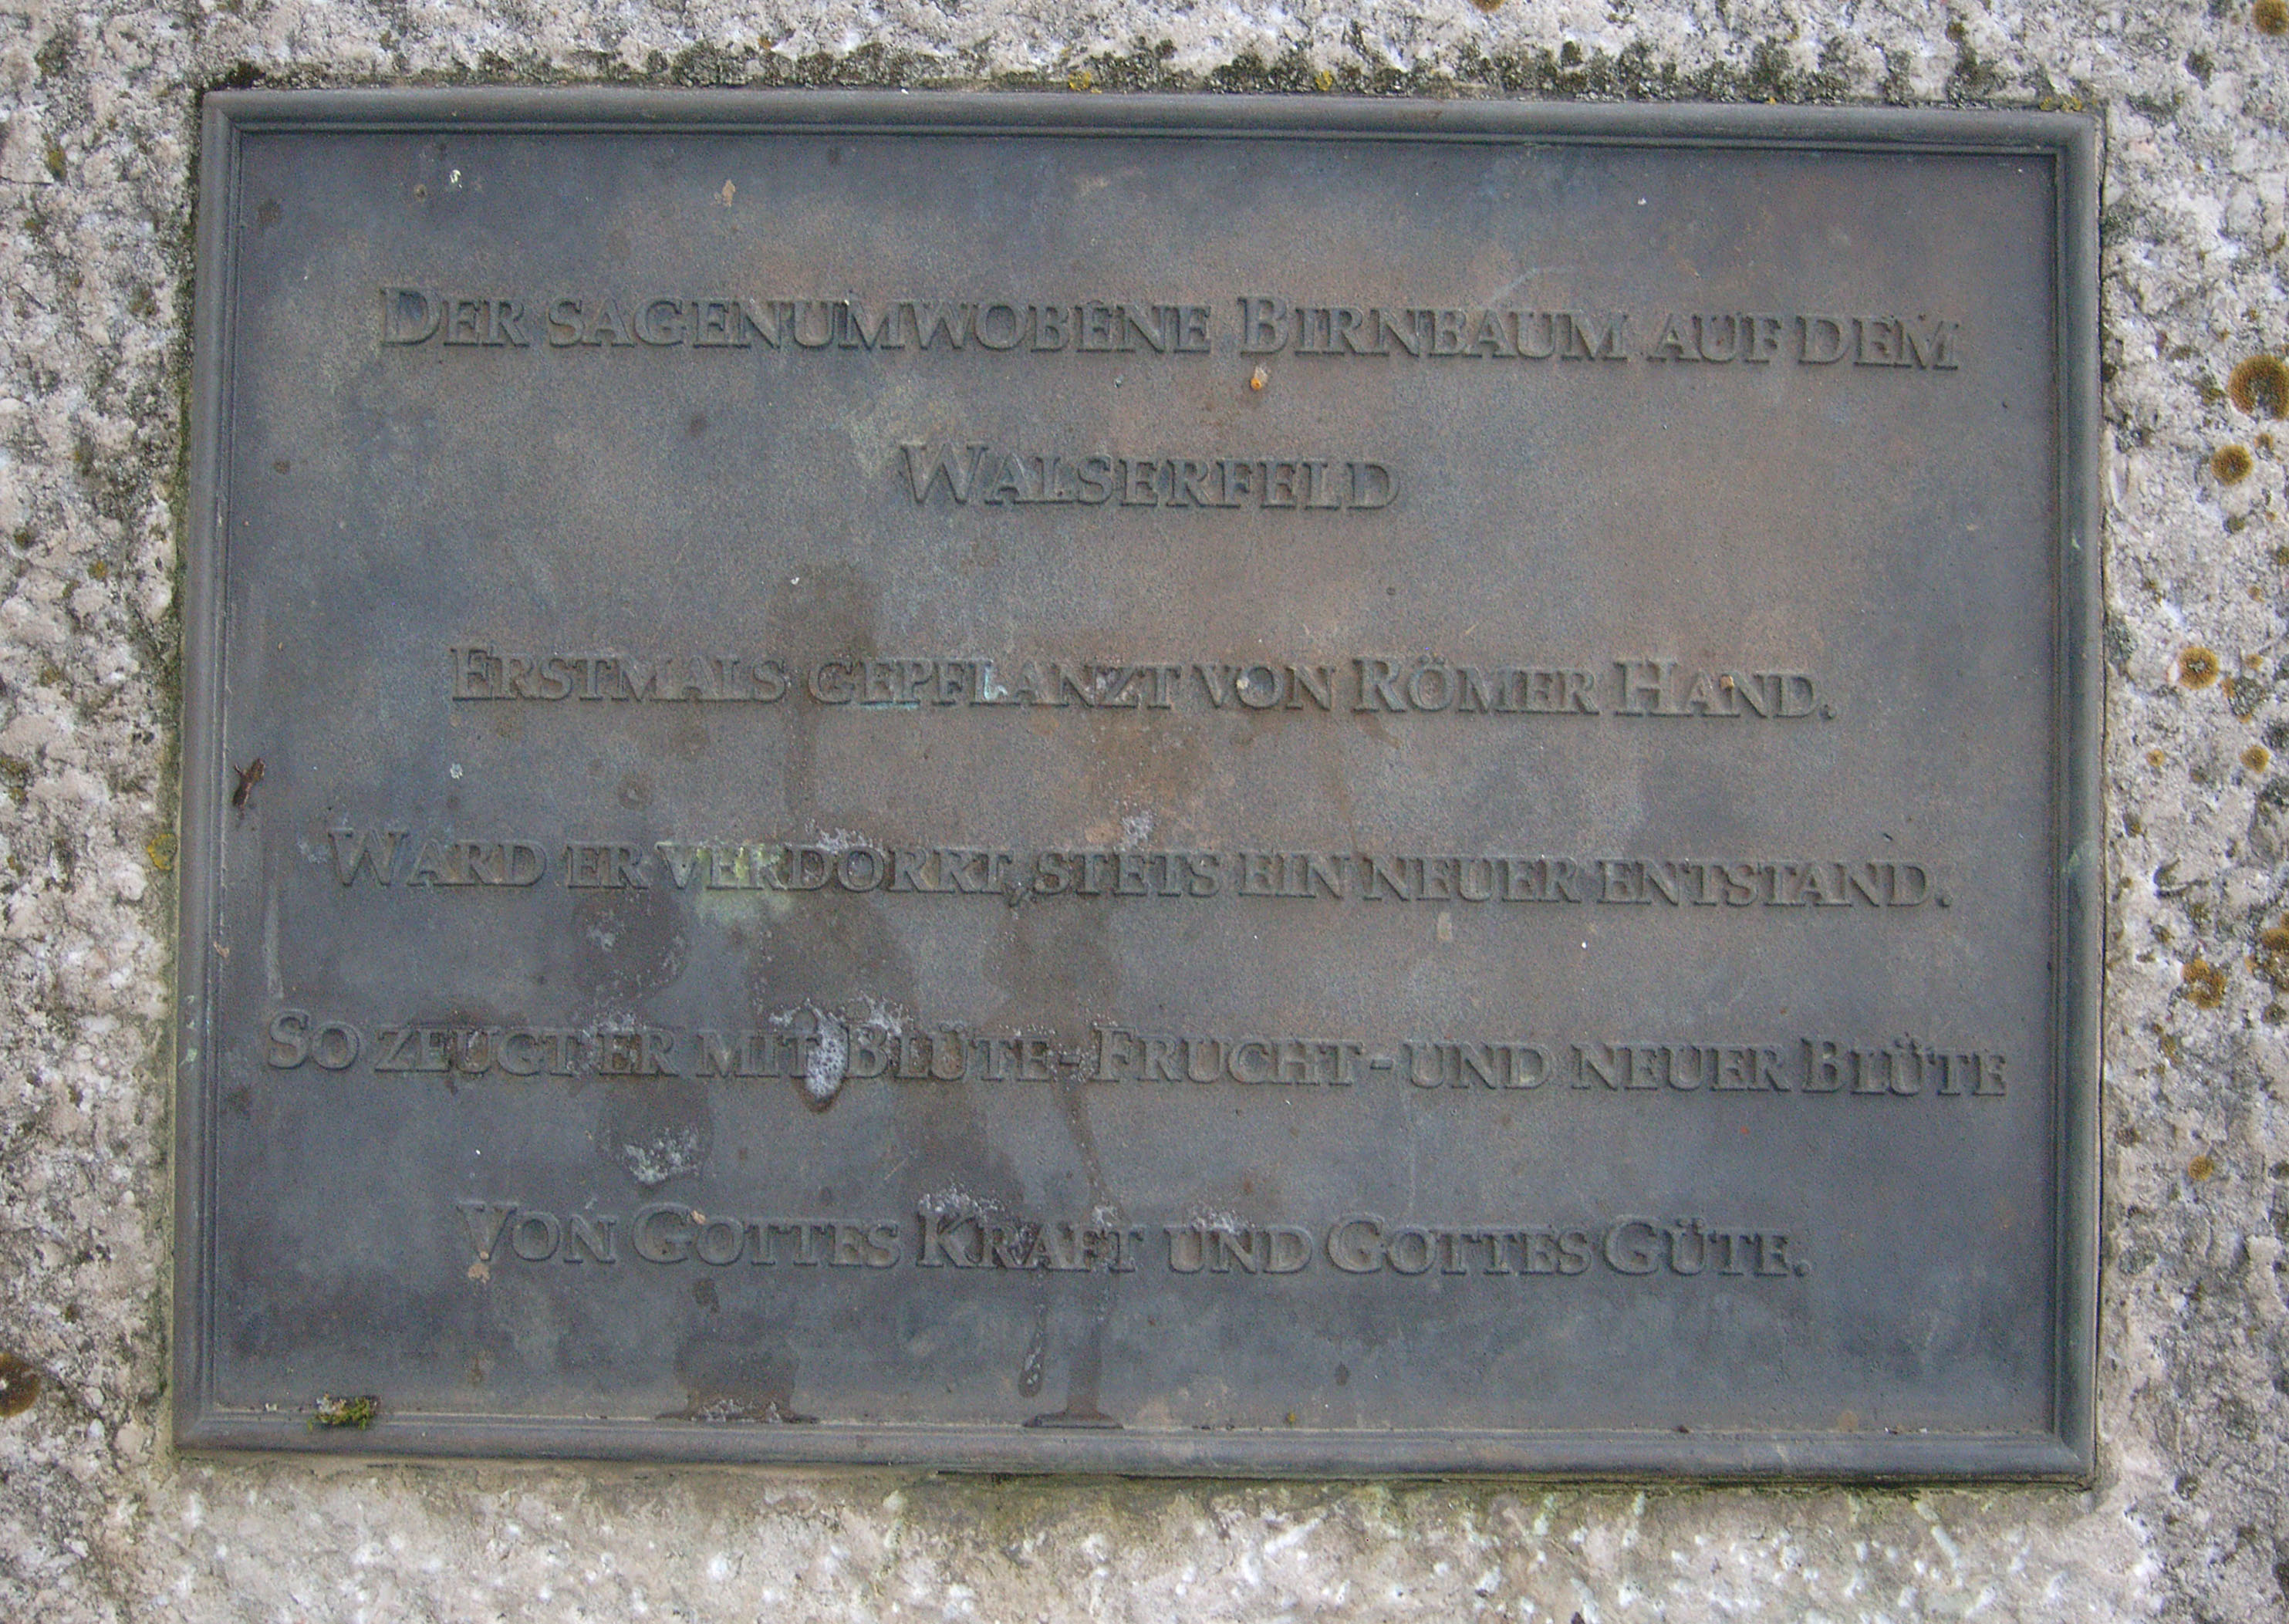 Der sagenumwobene Birnbaum auf dem
Walserfeld
Erstmals gepflanzt von Römer Hand.
Ward er verdorrt, stets ein neuer entstand.
So zeugt er mit Blüte - Frucht - und neuer Blüte
Von Gottes Kraft und Gottes Güte.